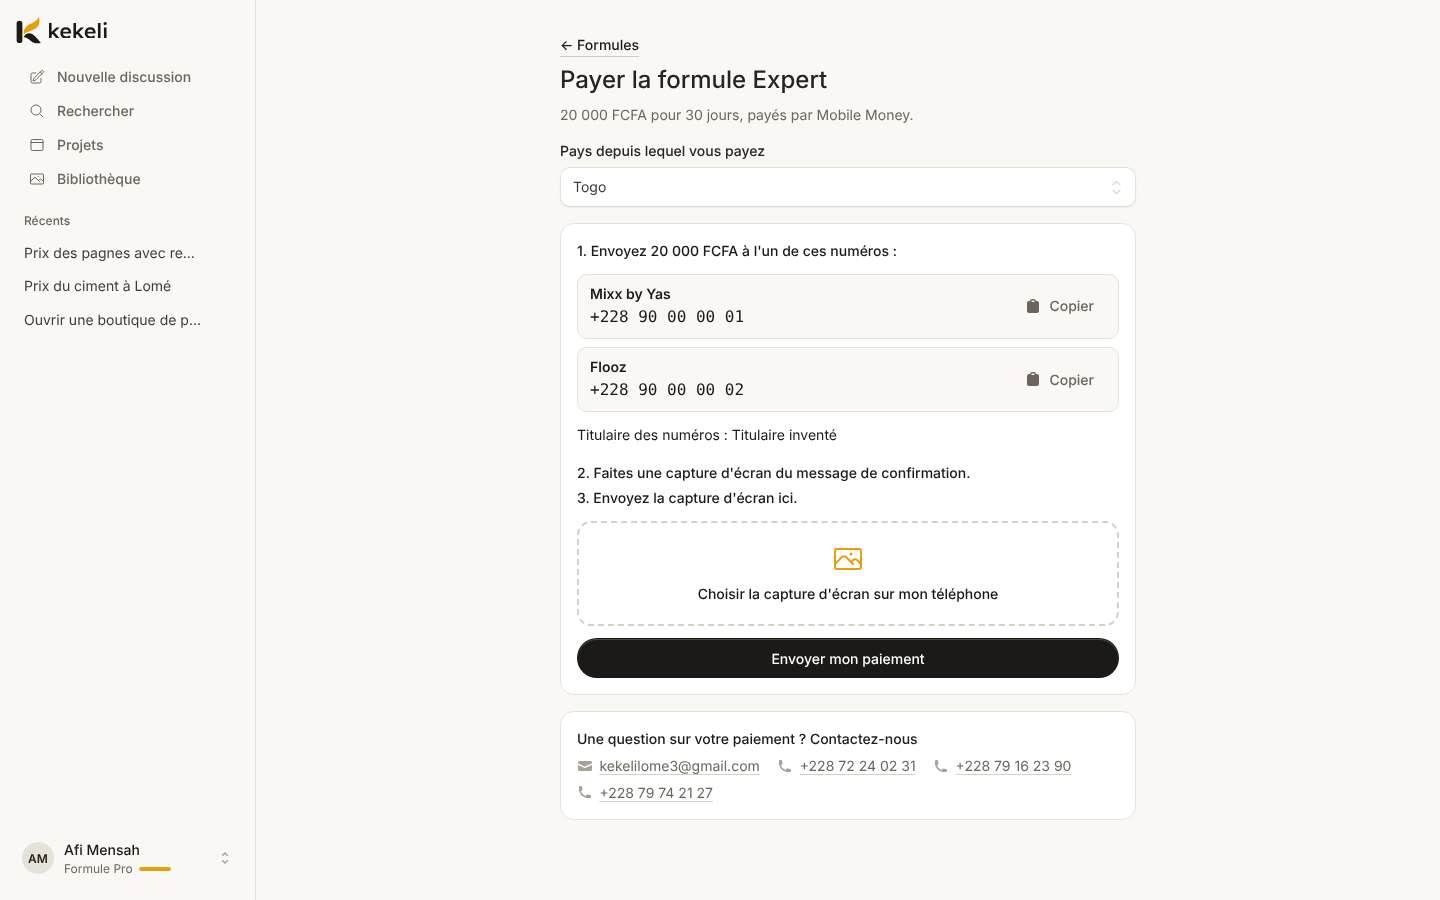 kekeli
Nouvelle discussion
Rechercher
Projets
Bibliothèque
Récents
Prix des pagnes avec re...
Prix du ciment à Lomé
Ouvrir une boutique de p...
AM
Afi Mensah
Formule Pro
← Formules
Payer la formule Expert
20 000 FCFA pour 30 jours, payés par Mobile Money.
Pays depuis lequel vous payez
Togo
1. Envoyez 20 000 FCFA à l'un de ces numéros :
Mixx by Yas
+228 90 00 00 01
Copier
Flooz
+228 90 00 00 02
Copier
Titulaire des numéros : Titulaire inventé
2. Faites une capture d'écran du message de confirmation.
3. Envoyez la capture d'écran ici.
Choisir la capture d'écran sur mon téléphone
Envoyer mon paiement
Une question sur votre paiement ? Contactez-nous
kekelilome3@gmail.com +228 72 24 02 31 +228 79 16 23 90
+228 79 74 21 27